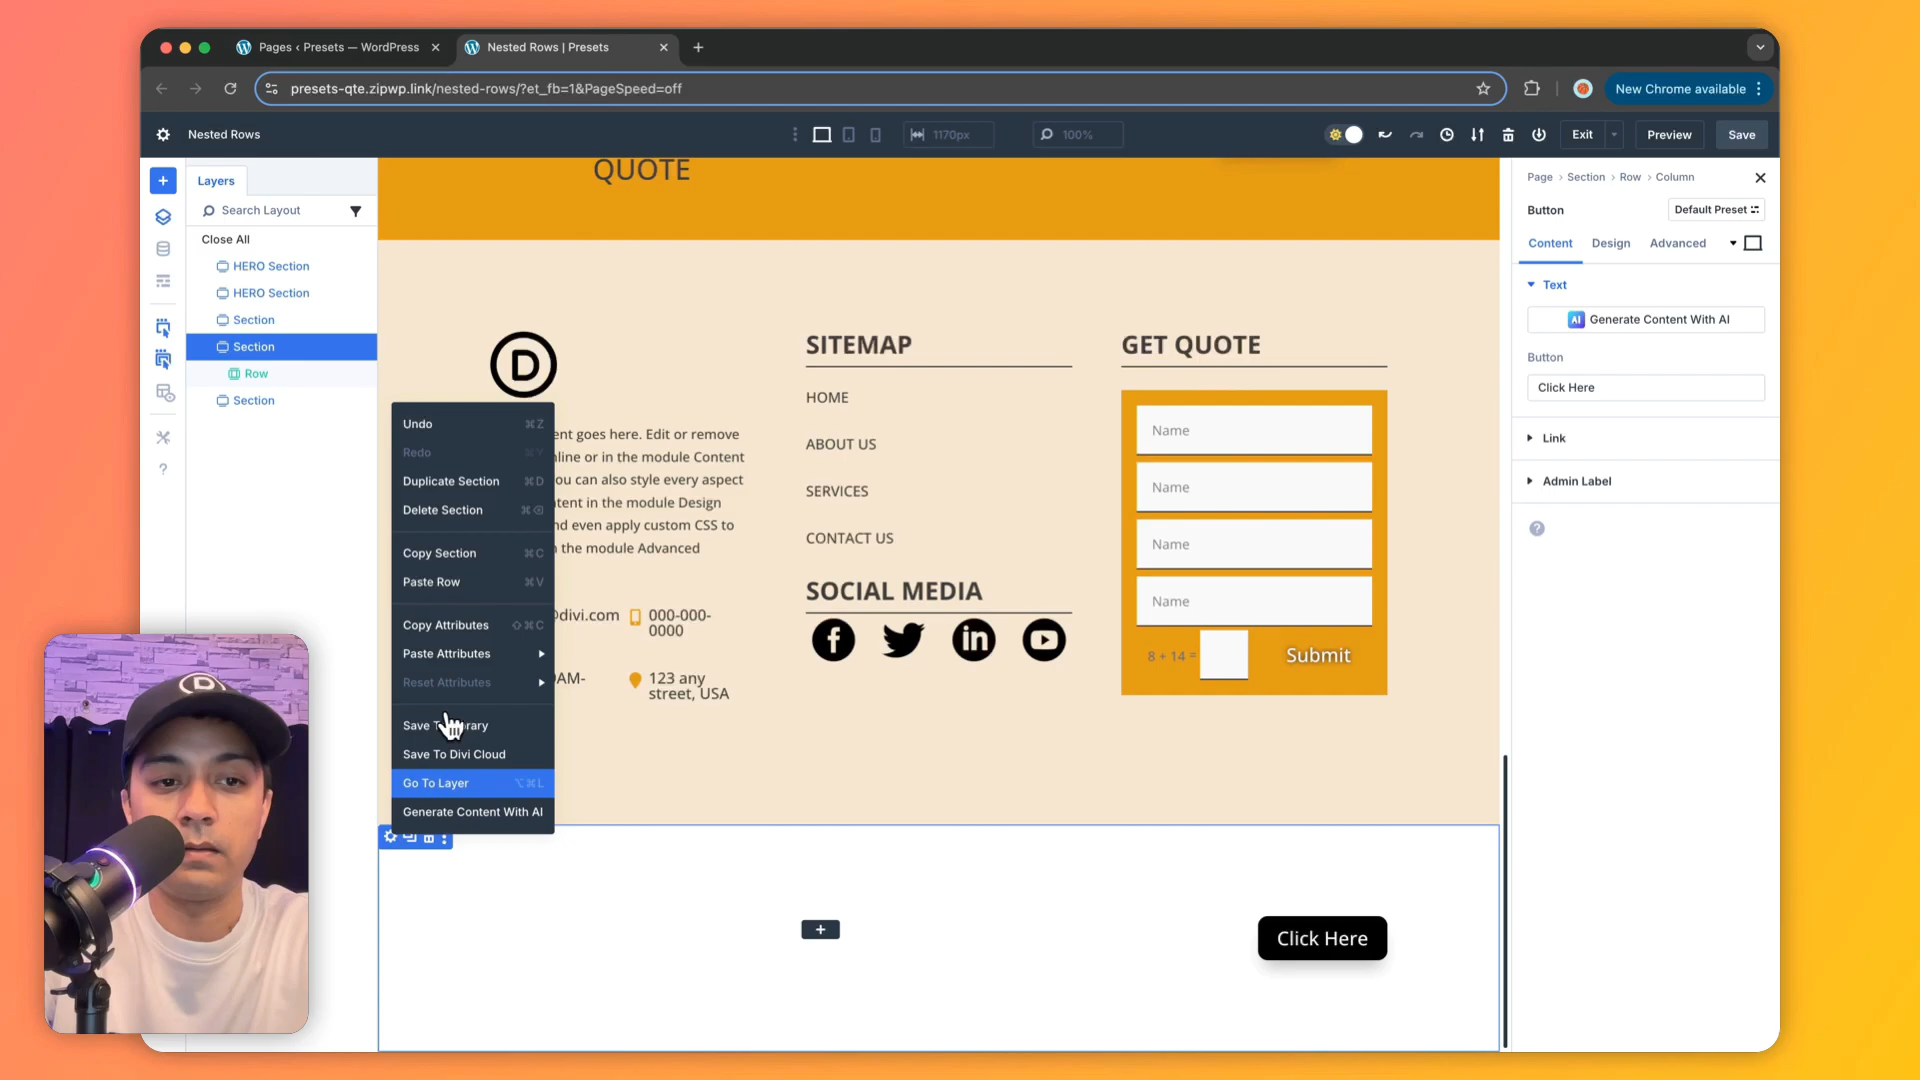 Pages ‹ Presets — WordPress
Nested Rows | Presets
presets-qte.zipwp.link/nested-rows/?et_fb=1&PageSpeed=off
New Chrome available
Nested Rows
1170px
100%
Exit
Preview
Save
Layers
Search Layout
Close All
HERO Section
HERO Section
Section
Section
Row
Section
QUOTE
D
ent goes here. Edit or remove
nline or in the module Content
ou can also style every aspect
ntent in the module Design
nd even apply custom CSS to
n the module Advanced
@divi.com
000-000-
0000
AM-
123 any
street, USA
SITEMAP
HOME
ABOUT US
SERVICES
CONTACT US
SOCIAL MEDIA
GET QUOTE
Name
Name
Name
Name
8 + 14 =
Submit
Undo ⌘Z
Redo ⌘Y
Duplicate Section ⌘D
Delete Section ⌘⌫
Copy Section ⌘C
Paste Row ⌘V
Copy Attributes ⇧⌘C
Paste Attributes
Reset Attributes
Save
Save To Divi Cloud
Go To Layer ⌥⌘L
Generate Content With AI
Click Here
Page > Section > Row > Column
Button
Default Preset
Content
Design
Advanced
Text
AI Generate Content With AI
Button
Click Here
Link
Admin Label